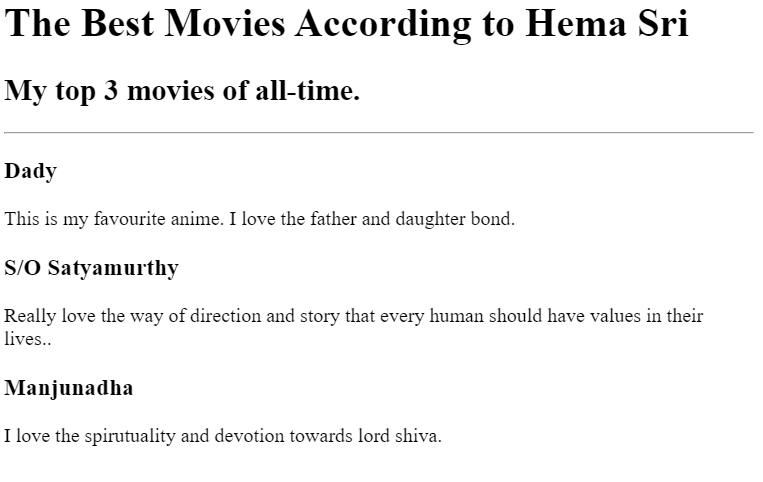 The Best Movies According to Hema Sri
My top 3 movies of all-time.
Dady
This is my favourite anime. I love the father and daughter bond.
S/O Satyamurthy
Really love the way of direction and story that every human should have values in their
lives..
Manjunadha
I love the spirutuality and devotion towards lord shiva.